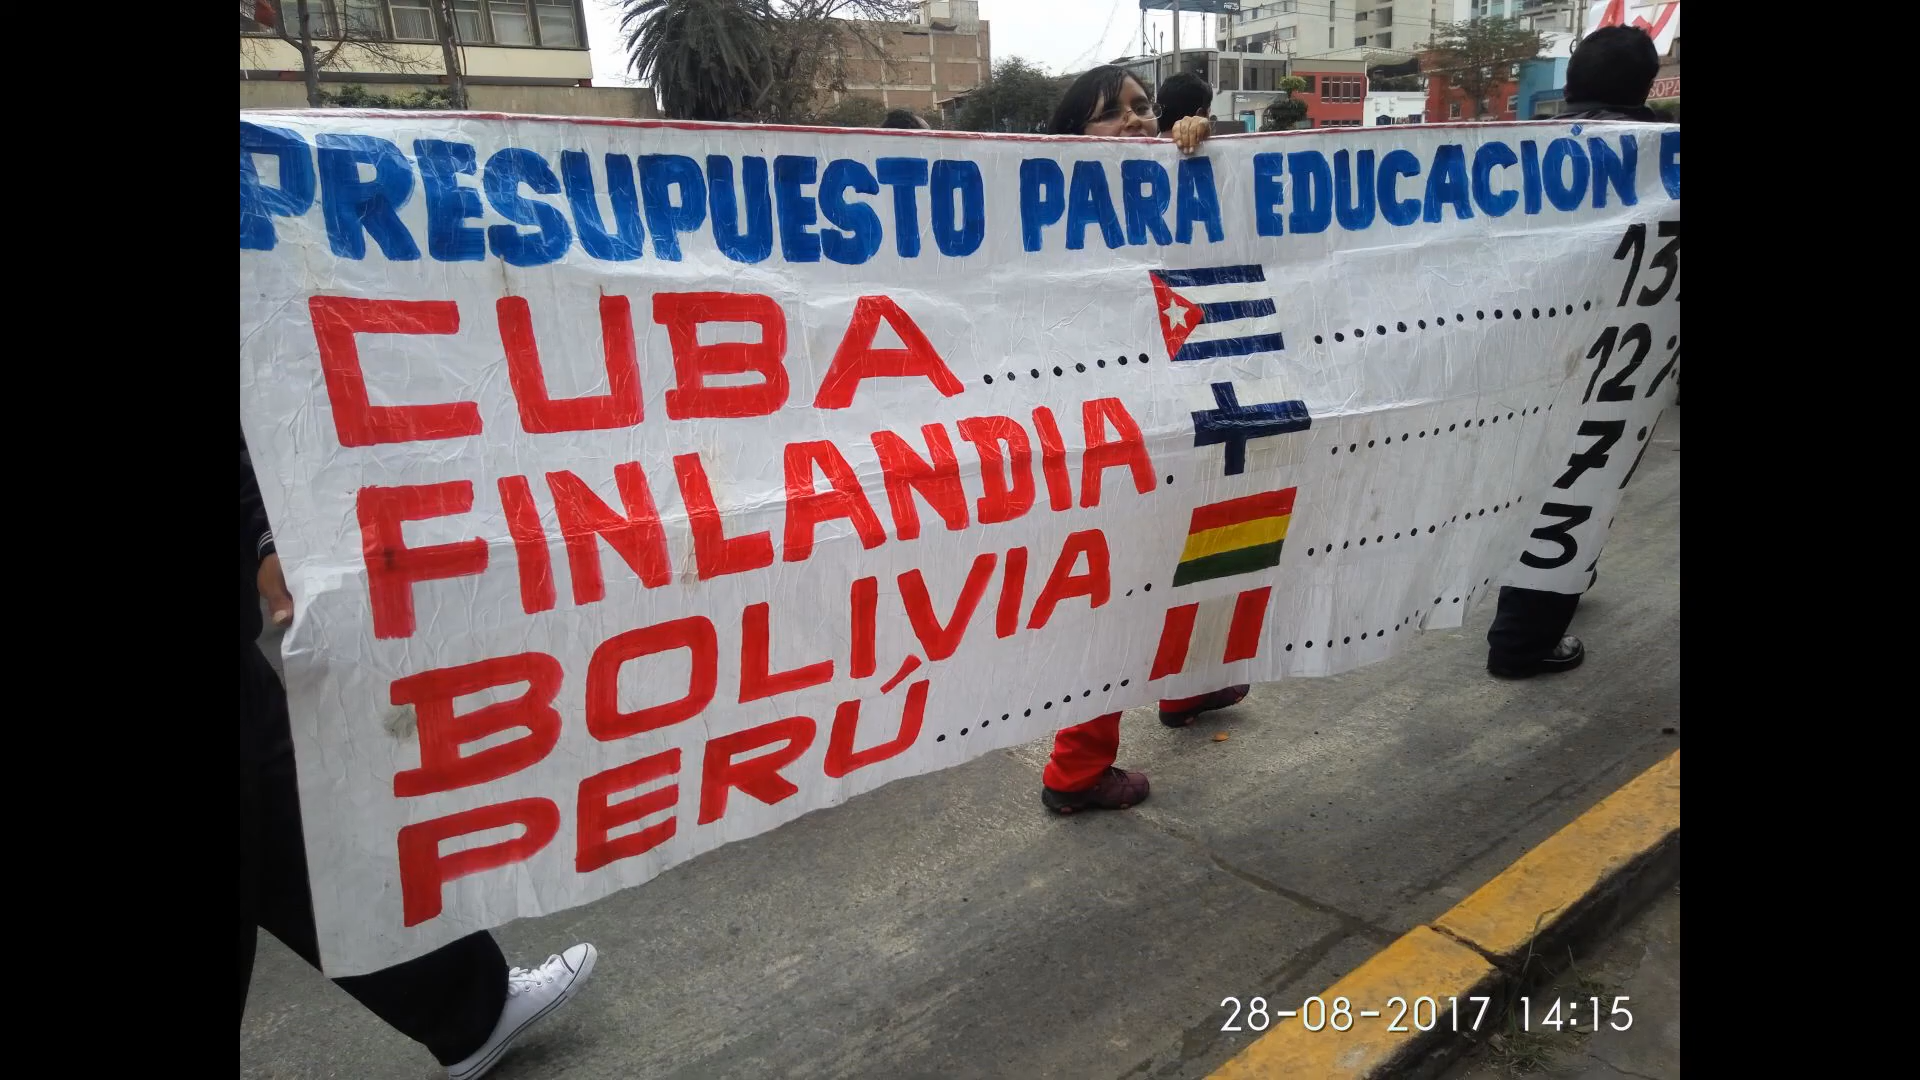 PRESUPUESTO PARA EDUCACIÓN
CUBA............13
FINLANDIA............12%
BOLIVIA............7%
PERÚ............3
28-08-2017 14:15